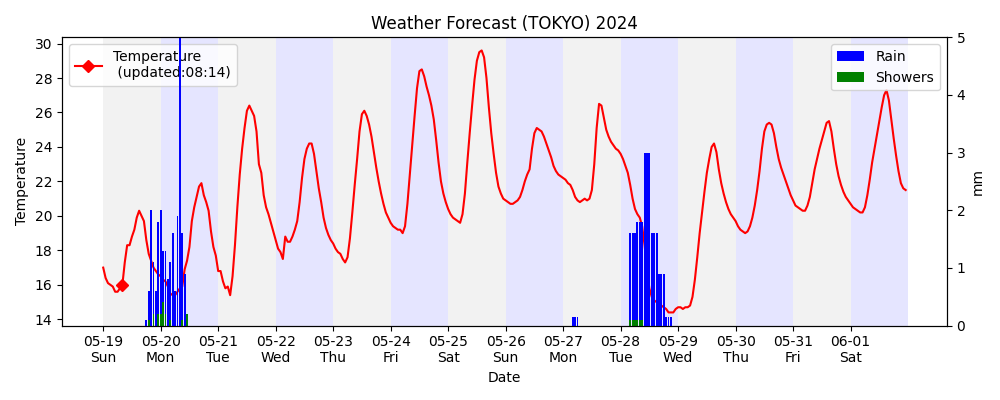 Weather Forecast (TOKYO) 2024
Temperature
(updated:08:14)
Rain
Showers
30
28
26
24
22
20
18
16
14
Temperature
5
4
3
2
1
0
mm
05-19 05-20 05-21 05-22 05-23 05-24 05-25 05-26 05-27 05-28 05-29 05-30 05-31 06-01
Sun Mon Tue Wed Thu Fri Sat Sun Mon Tue Wed Thu Fri Sat
Date